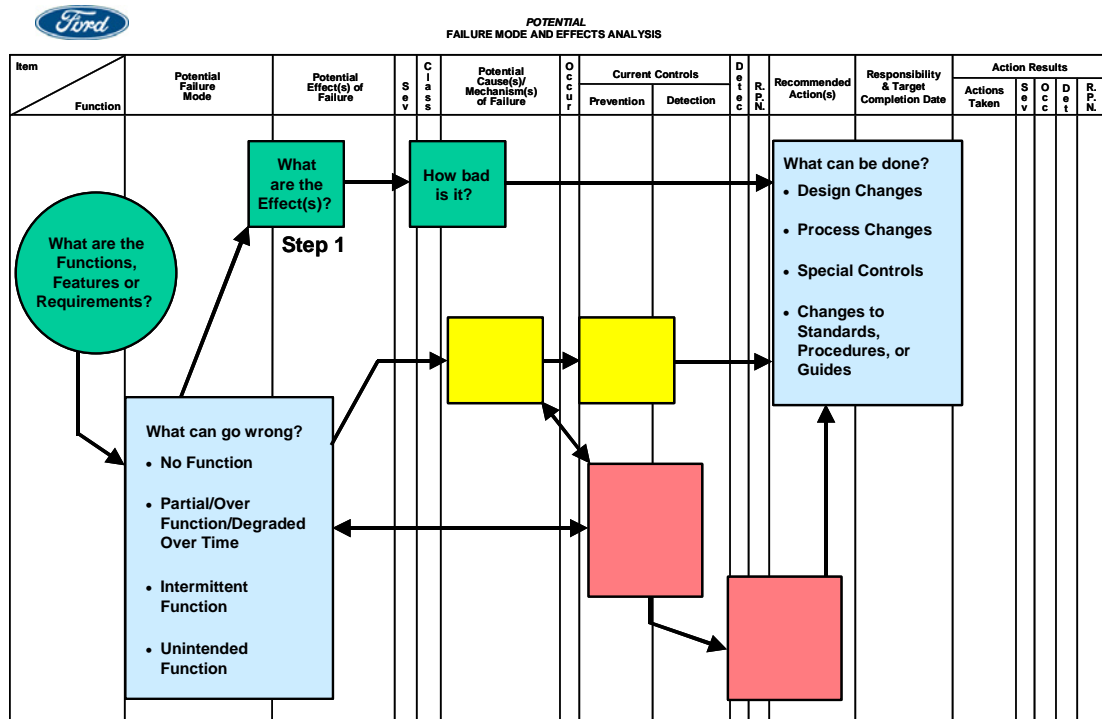 Ford
POTENTIAL
FAILURE MODE AND EFFECTS ANALYSIS
Item
Function
Potential
Failure
Mode
Potential
Effect(s) of
Failure
S
e
v
C
l
a
s
s
Potential
Cause(s)/
Mechanism(s)
of Failure
O
c
c
u
r
Current Controls
Prevention
Detection
D
e
t
e
c
R.
P.
N.
Recommended
Action(s)
Responsibility
& Target
Completion Date
Action Results
Actions
Taken
S
e
v
O
c
c
D
e
t
R.
P.
N.
What are the
Functions,
Features or
Requirements?
What
are the
Effect(s)?
Step 1
How bad
is it?
What can be done?
• Design Changes
• Process Changes
• Special Controls
• Changes to
Standards,
Procedures, or
Guides
What can go wrong?
• No Function
• Partial/Over
Function/Degraded
Over Time
• Intermittent
Function
• Unintended
Function